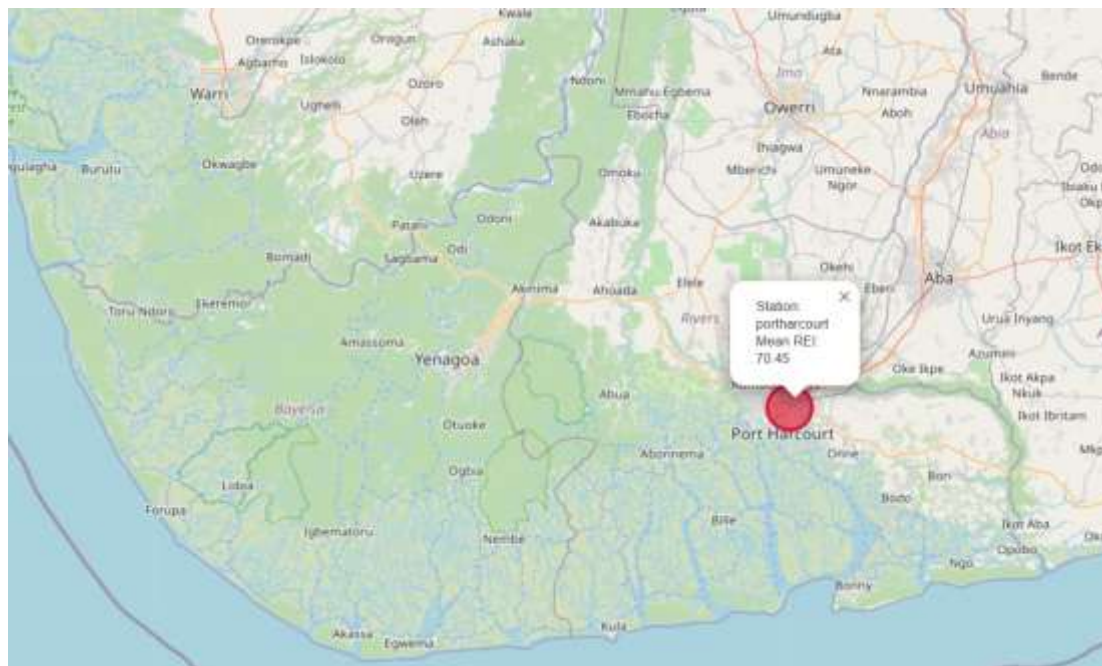 Kwale
Umundugba
Orerokpe
Oragun
Ashaka
Ata
Agbarho
Islokolo
Imo
Bende
Warri
Ozoro
Ndoni
Mmahu Egbema
Nnarambia
Umuahia
Ughelli
Oleh
Ebocha
Owerri
Aboh
Abia
Ihiagwa
Burutu
Okwagbe
Uzere
Omoku
Mberichi
Umuneke
Ngor
Patani
Odoni
Akabuka
Bomadi
Sagbama
Odi
Okehi
Ikot Ek
Aba
Akinima
Ahoada
Elele
Eberi
Toru Ndoro
Ekeremor
Rivers
Urua Inyang
Station:
portharcourt
Mean REI:
70.45
Amassoma
Yenagoa
Azumini
Oke Ikpe
Ikot Akpa
Nkuk
Abua
Bayelsa
Ikot Ibritam
Otuoke
Port Harcourt
Abonnema
Onne
Ogbia
Bori
Lobia
Bodo
Forupa
Igbematoru
Nembe
Bille
Ikot Aba
Opobo
Ngo
Bonny
Kula
Akassa
Egwema